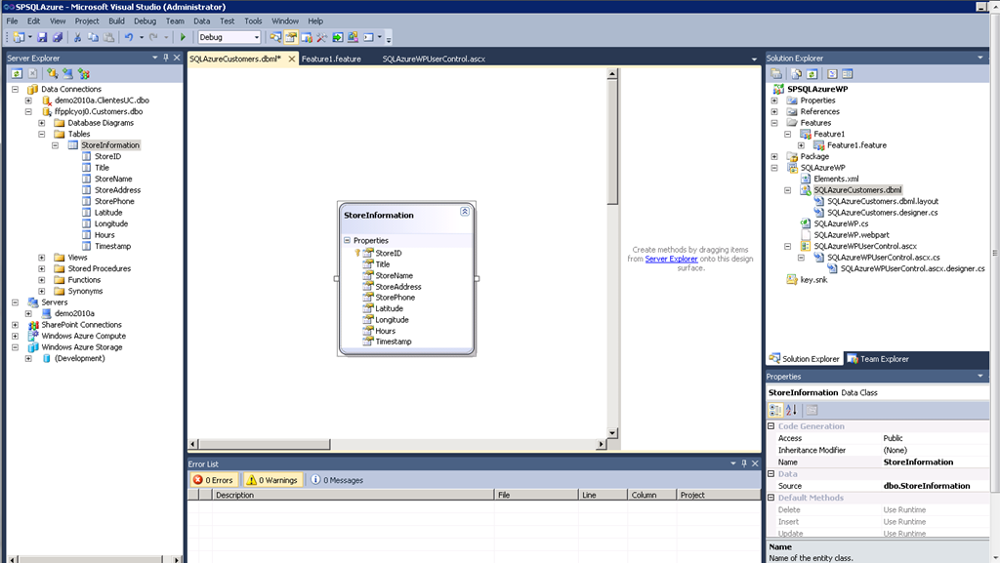 SPSQLAzure - Microsoft Visual Studio (Administrator)
File Edit View Project Build Debug Team Data Test Tools Window Help
Debug
Server Explorer
Data Connections
demo2010a.ClientesUC.dbo
ffpplcyoj0.Customers.dbo
Database Diagrams
Tables
StoreInformation
StoreID
Title
StoreName
StoreAddress
StorePhone
Latitude
Longitude
Hours
Timestamp
Views
Stored Procedures
Functions
Synonyms
Servers
demo2010a
SharePoint Connections
Windows Azure Compute
Windows Azure Storage
(Development)
SQLAzureCustomers.dbml* Feature1.feature SQLAzureWPUserControl.ascx
StoreInformation
Properties
StoreID
Title
StoreName
StoreAddress
StorePhone
Latitude
Longitude
Hours
Timestamp
Create methods by dragging items
from Server Explorer onto this design
surface.
Error List
0 Errors 0 Warnings 0 Messages
Description File Line Column Project
Solution Explorer
SPSQLAzureWP
Properties
References
Features
Feature1
Feature1.feature
Package
SQLAzureWP
Elements.xml
SQLAzureCustomers.dbml
SQLAzureCustomers.dbml.layout
SQLAzureCustomers.designer.cs
SQLAzureWP.cs
SQLAzureWP.webpart
SQLAzureWPUserControl.ascx
SQLAzureWPUserControl.ascx.cs
SQLAzureWPUserControl.ascx.designer.cs
key.snk
Solution Explorer Team Explorer
Properties
StoreInformation Data Class
Code Generation
Access Public
Inheritance Modifier (None)
Name StoreInformation
Data
Source dbo.StoreInformation
Default Methods
Delete Use Runtime
Insert Use Runtime
Update Use Runtime
Name
Name of the entity class.